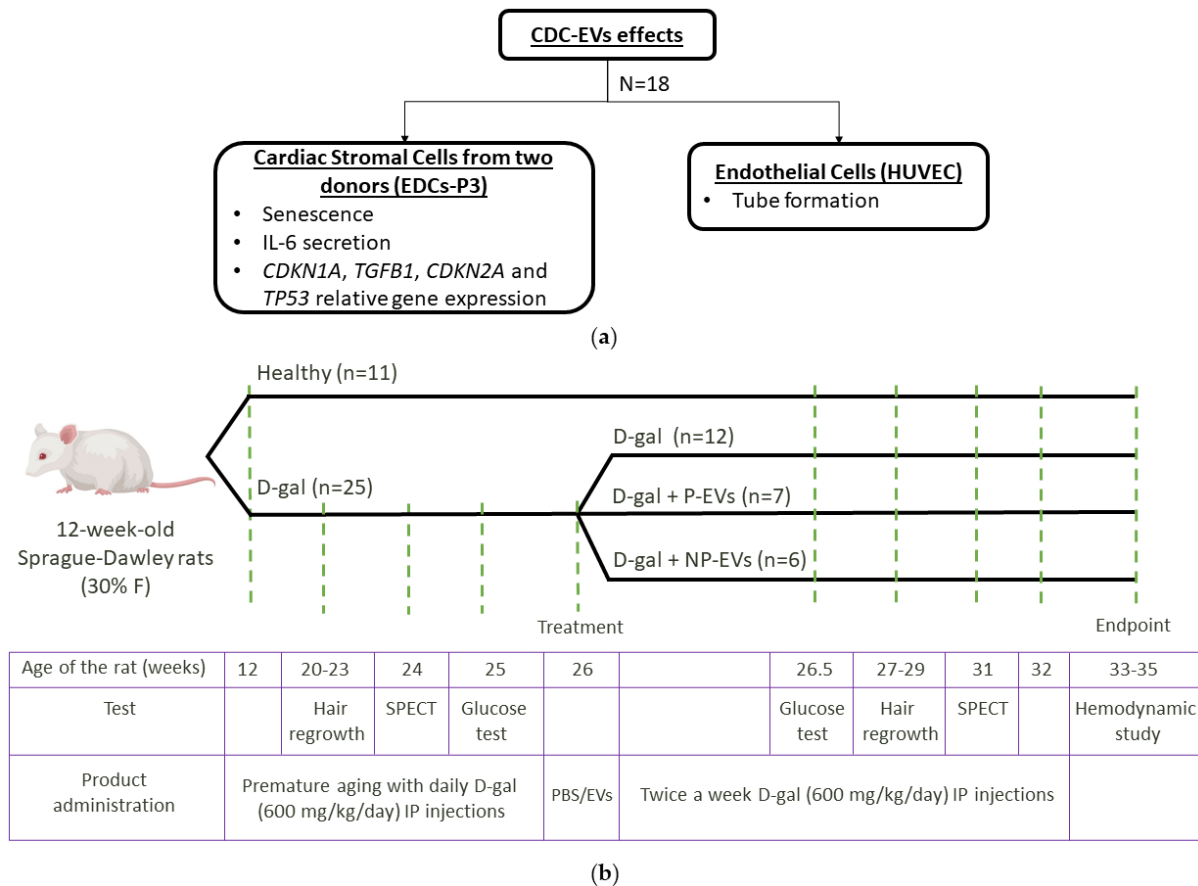 CDC-EVs effects
N=18
Cardiac Stromal Cells from two
donors (EDCs-P3)
• Senescence
• IL-6 secretion
• CDKN1A, TGFB1, CDKN2A and
TP53 relative gene expression
Endothelial Cells (HUVEC)
• Tube formation
(a)
Healthy (n=11)
D-gal (n=12)
D-gal (n=25)
D-gal + P-EVs (n=7)
D-gal + NP-EVs (n=6)
12-week-old
Sprague-Dawley rats
(30% F)
Treatment
Endpoint
Age of the rat (weeks) 12 20-23 24 25 26 26.5 27-29 31 32 33-35
Test Hair regrowth SPECT Glucose test Glucose test Hair regrowth SPECT Hemodynamic study
Product administration Premature aging with daily D-gal (600 mg/kg/day) IP injections PBS/EVs Twice a week D-gal (600 mg/kg/day) IP injections
(b)